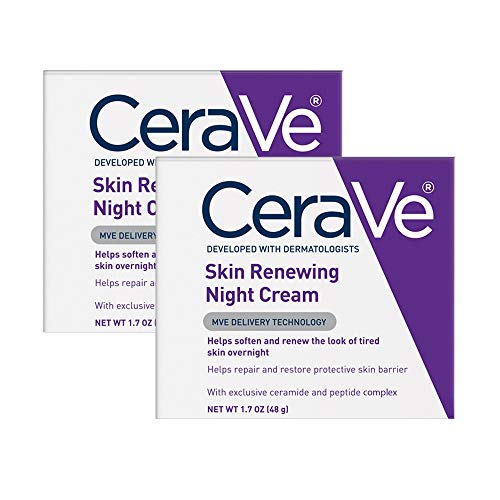 CeraVe®
DEVELOPED W
Skin Re
Night C
MVE DELIVERY
Helps soften a
skin overnight
Helps repair a
With exclusive
NET WT 1.7 OZ (
CeraVe®
DEVELOPED WITH DERMATOLOGISTS
Skin Renewing
Night Cream
MVE DELIVERY TECHNOLOGY
Helps soften and renew the look of tired
skin overnight
Helps repair and restore protective skin barrier
With exclusive ceramide and peptide complex
NET WT 1.7 OZ (48 g)